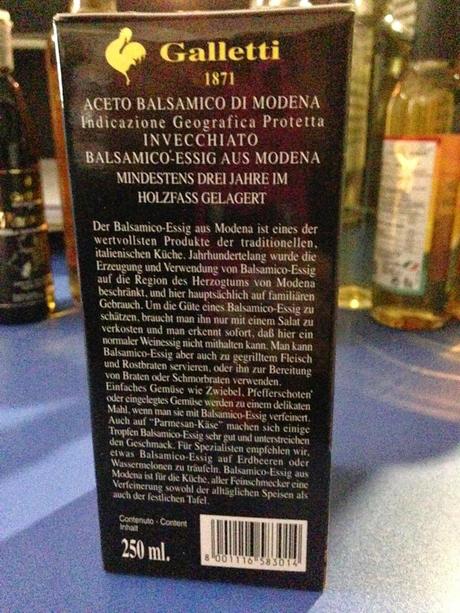 Galletti
1871
ACETO BALSAMICO DI MODENA
Indicazione Geografica Protetta
INVECCHIATO
BALSAMICO-ESSIG AUS MODENA
MINDESTENS DREI JAHRE IM
HOLZFASS GELAGERT
Der Balsamico-Essig aus Modena ist eines der
wertvollsten Produkte der traditionellen,
italienischen Küche. Jahrhundertelang wurde die
Erzeugung und Verwendung von Balsamico-Essig
auf die Region des Herzogtums von Modena
beschränkt, und hier hauptsächlich auf familiären
Gebrauch. Um die Güte eines Balsamico-Essig zu
schätzen, braucht man ihn nur mit einem Salat zu
verkosten und man erkennt sofort, daß hier ein
normaler Weinessig nicht mithalten kann. Man kann
Balsamico-Essig aber auch zu gegrilltem Fleisch
und Rostbraten servieren, oder ihn zur Bereitung
von Braten oder Schmorbraten verwenden.
Einfaches Gemüse wie Zwiebel, Pfefferschoten
oder eingelegtes Gemüse werden zu einem delikaten
Mahl, wenn man sie mit Balsamico-Essig verfeinert.
Auch auf "Parmesan-Käse" machen sich einige
Tropfen Balsamico-Essig sehr gut und unterstreichen
den Geschmack. Für Spezialisten empfehlen wir,
etwas Balsamico-Essig auf Erdbeeren oder
Wassermelonen zu träufeln. Balsamico-Essig aus
Modena ist für die Küche, aller Feinschmecker eine
Verfeinerung sowohl der alltäglichen Speisen als
auch der festlichen Tafel.
Contenuto - Content
Inhalt
250 ml.
8 001116 583014